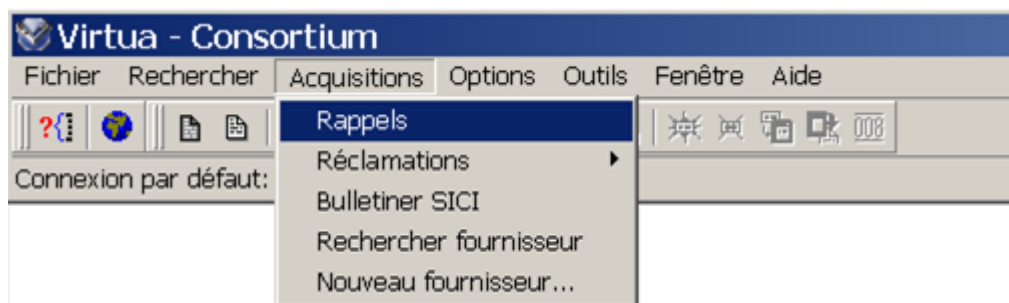 Virtua - Consortium
Fichier Rechercher Acquisitions Options Outils Fenêtre Aide
?{ 008
Rappels
Réclamations
Connexion par défaut:
Bulletiner SICI
Rechercher fournisseur
Nouveau fournisseur...